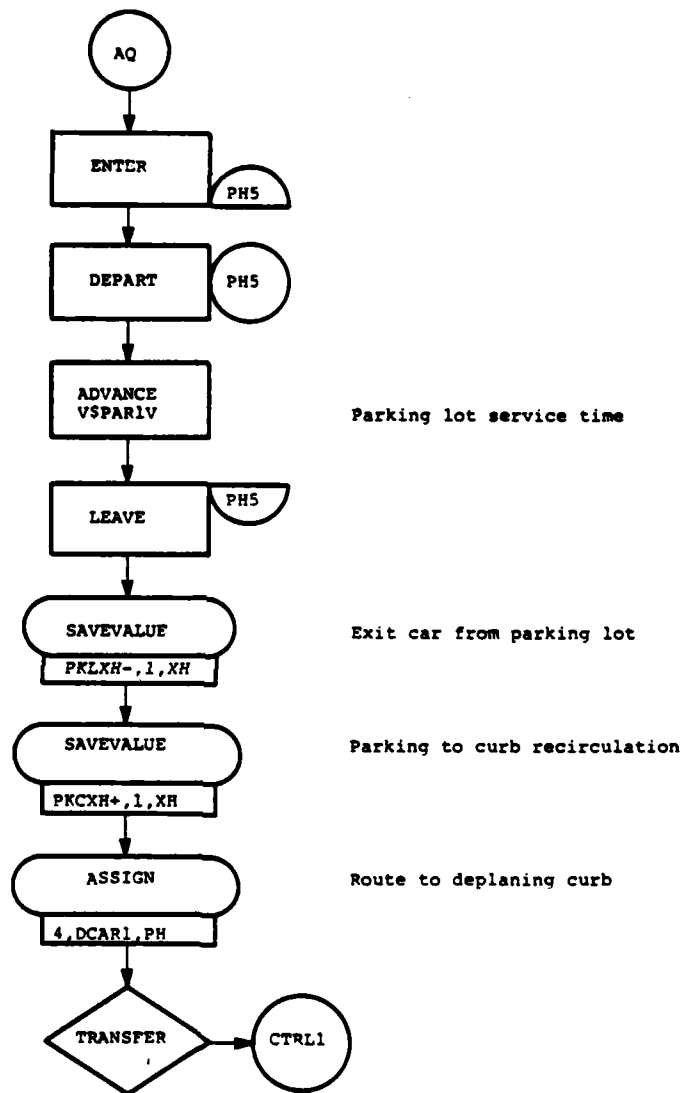 AQ
ENTER
PH5
DEPART
PH5
ADVANCE
V$PAR1V
Parking lot service time
LEAVE
PH5
SAVEVALUE
PKLXH-,1,XH
Exit car from parking lot
SAVEVALUE
PKCXH+,1,XH
Parking to curb recirculation
ASSIGN
4,DCAR1,PH
Route to deplaning curb
TRANSFER
CTRL1